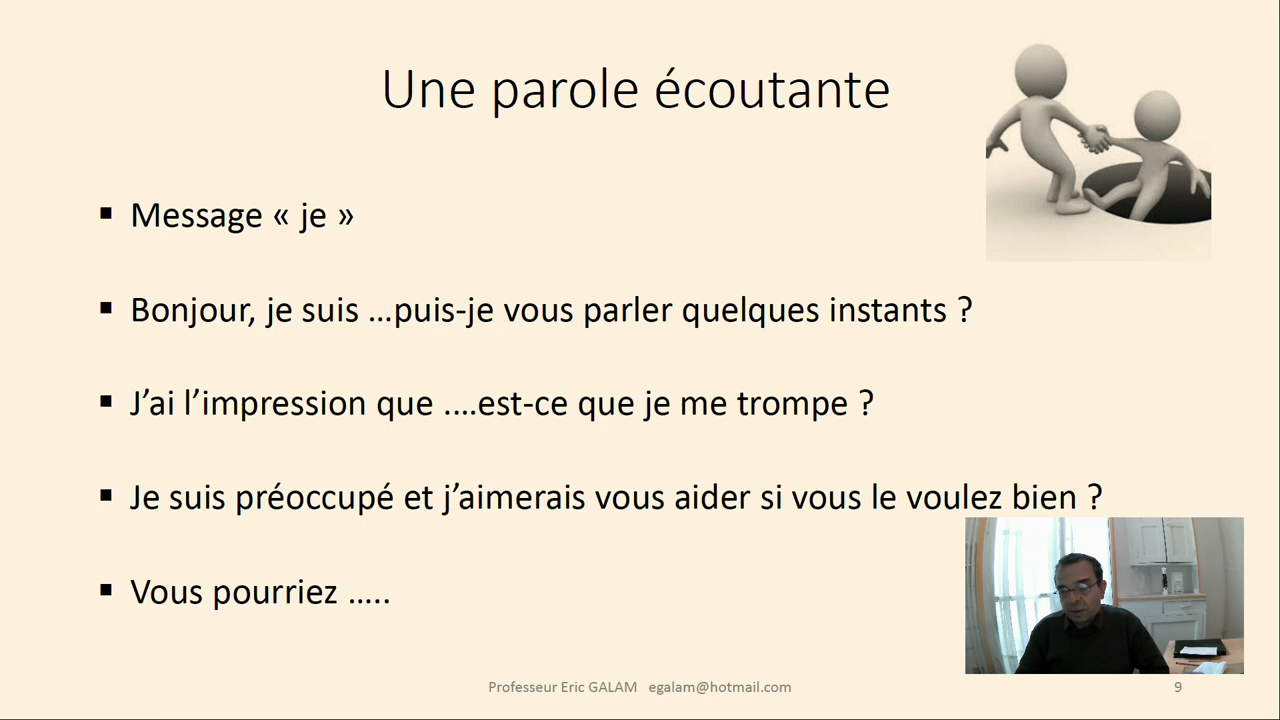 Une parole écoutante
Message « je »
Bonjour, je suis …puis-je vous parler quelques instants ?
J’ai l’impression que ….est-ce que je me trompe ?
Je suis préoccupé et j’aimerais vous aider si vous le voulez bien ?
Vous pourriez …..
Professeur Eric GALAM egalam@hotmail.com
9